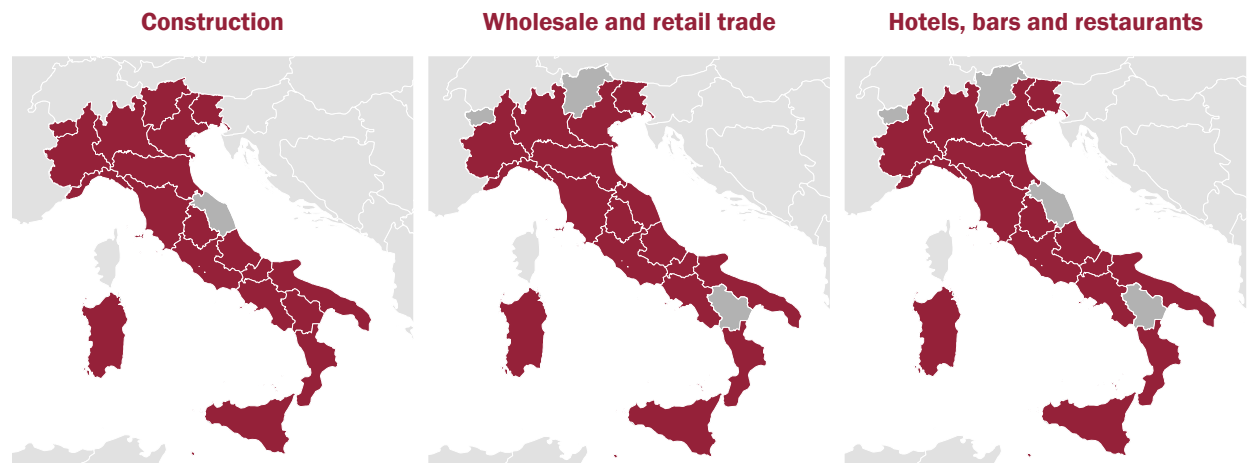 Construction
Wholesale and retail trade
Hotels, bars and restaurants